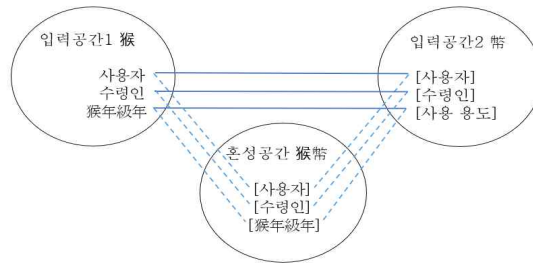 입력공간1 猴
사용자
수령인
猴年級年
입력공간2 幣
[사용자]
[수령인]
[사용 용도]
혼성공간 猴幣
[사용자]
[수령인]
[猴年級年]